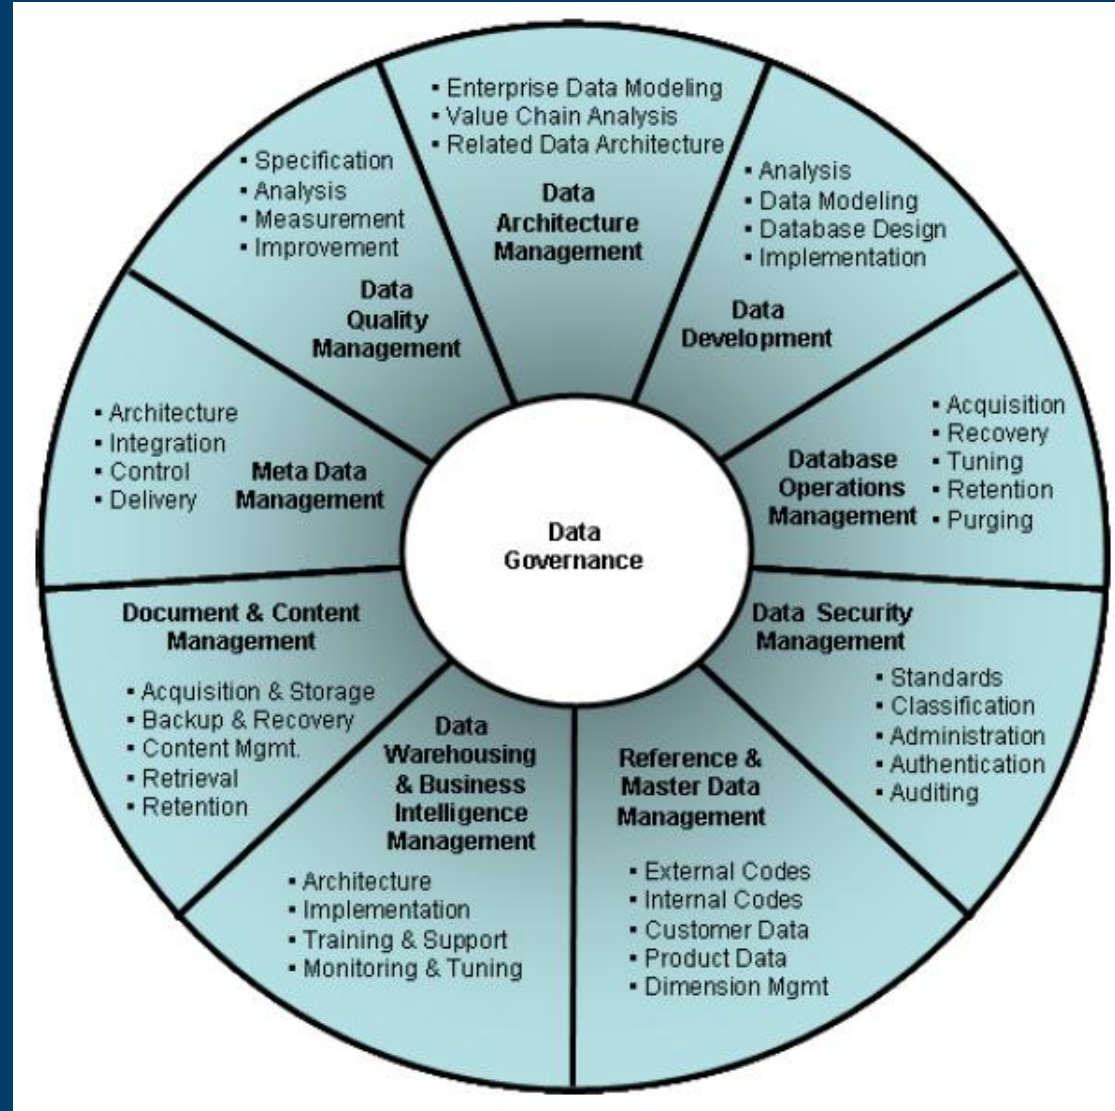 ▪ Enterprise Data Modeling
▪ Value Chain Analysis
▪ Related Data Architecture
Data
Architecture
Management
▪ Analysis
▪ Data Modeling
▪ Database Design
▪ Implementation
Data
Development
▪ Acquisition
▪ Recovery
▪ Tuning
▪ Retention
▪ Purging
Database
Operations
Management
Data Security
Management
▪ Standards
▪ Classification
▪ Administration
▪ Authentication
▪ Auditing
Reference &
Master Data
Management
▪ External Codes
▪ Internal Codes
▪ Customer Data
▪ Product Data
▪ Dimension Mgmt
Data
Warehousing
& Business
Intelligence
Management
▪ Architecture
▪ Implementation
▪ Training & Support
▪ Monitoring & Tuning
Document & Content
Management
▪ Acquisition & Storage
▪ Backup & Recovery
▪ Content Mgmt.
▪ Retrieval
▪ Retention
▪ Architecture
▪ Integration
▪ Control
▪ Delivery
Meta Data
Management
▪ Specification
▪ Analysis
▪ Measurement
▪ Improvement
Data
Quality
Management
Data
Governance